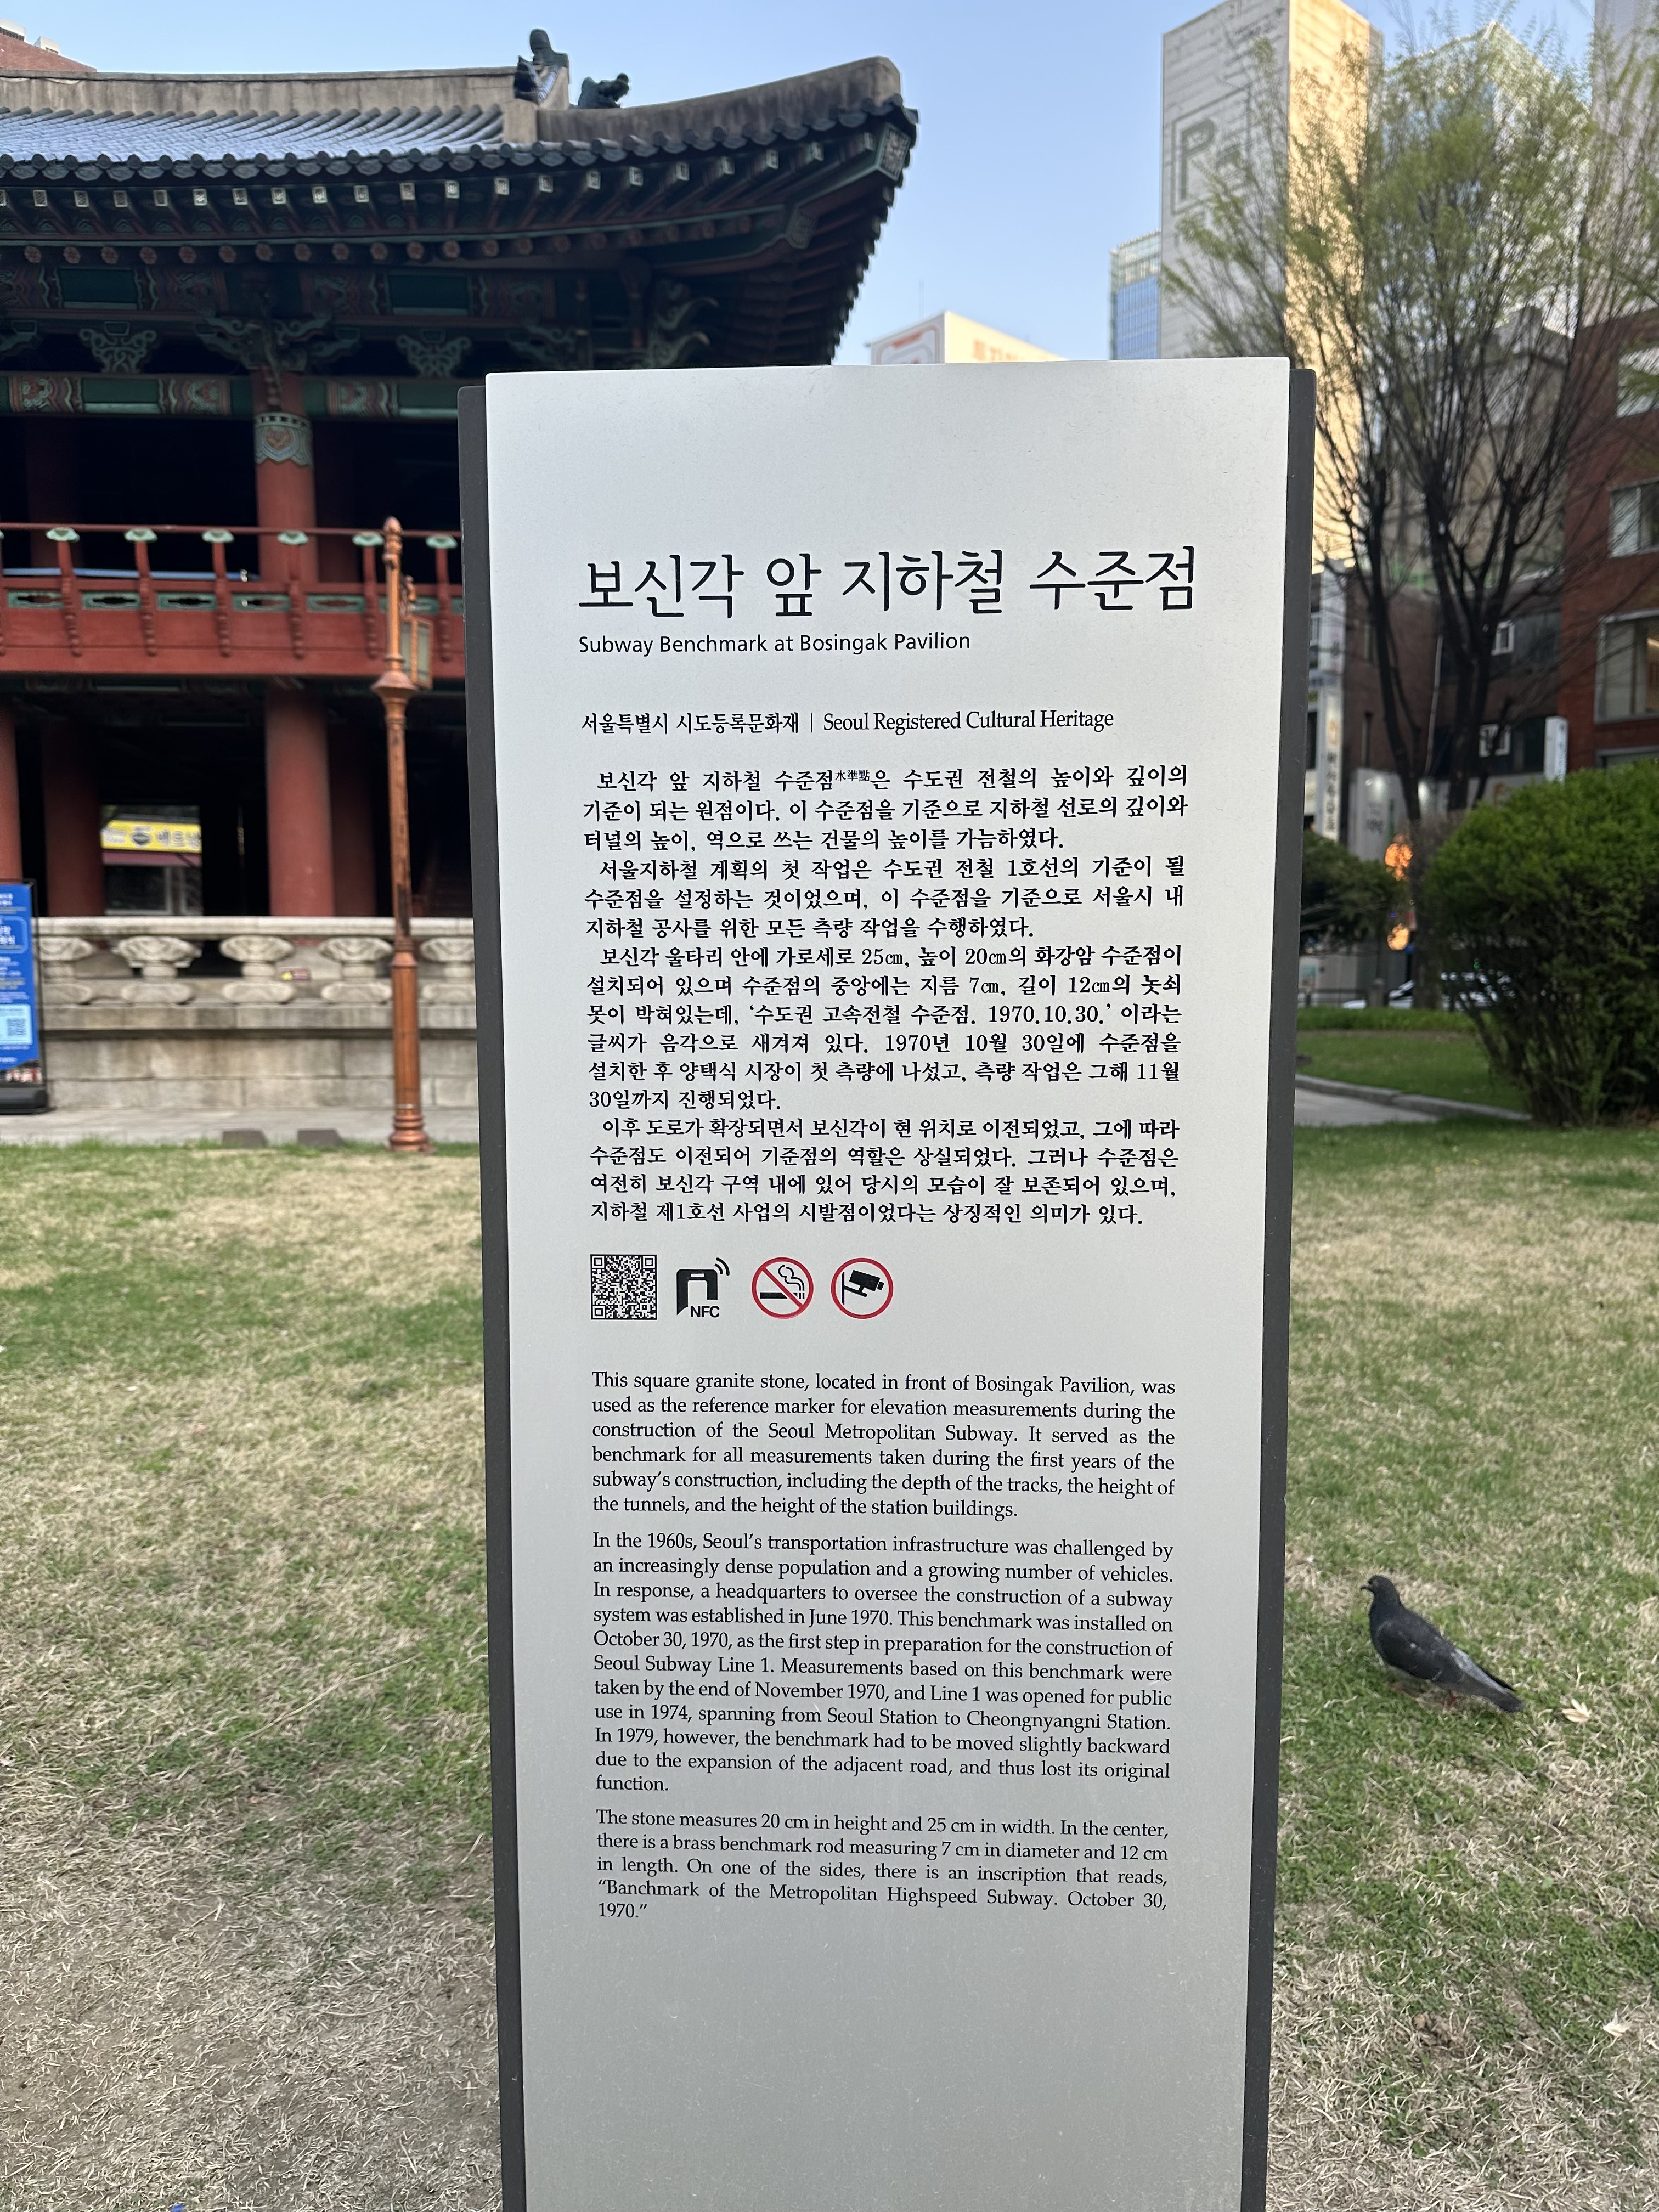 보신각 앞 지하철 수준점
Subway Benchmark at Bosingak Pavilion
서울특별시 시도등록문화재 | Seoul Registered Cultural Heritage
보신각 앞 지하철 수준점水準點은 수도권 전철의 높이와 깊이의
기준이 되는 원점이다. 이 수준점을 기준으로 지하철 선로의 깊이와
터널의 높이, 역으로 쓰는 건물의 높이를 가늠하였다.
서울지하철 계획의 첫 작업은 수도권 전철 1호선의 기준이 될
수준점을 설정하는 것이었으며, 이 수준점을 기준으로 서울시 내
지하철 공사를 위한 모든 측량 작업을 수행하였다.
보신각 울타리 안에 가로세로 25㎝, 높이 20㎝의 화강암 수준점이
설치되어 있으며 수준점의 중앙에는 지름 7㎝, 길이 12㎝의 놋쇠
못이 박혀있는데, ‘수도권 고속전철 수준점. 1970.10.30.’ 이라는
글씨가 음각으로 새겨져 있다. 1970년 10월 30일에 수준점을
설치한 후 양택식 시장이 첫 측량에 나섰고, 측량 작업은 그해 11월
30일까지 진행되었다.
이후 도로가 확장되면서 보신각이 현 위치로 이전되었고, 그에 따라
수준점도 이전되어 기준점의 역할은 상실되었다. 그러나 수준점은
여전히 보신각 구역 내에 있어 당시의 모습이 잘 보존되어 있으며,
지하철 제1호선 사업의 시발점이었다는 상징적인 의미가 있다.
NFC
This square granite stone, located in front of Bosingak Pavilion, was
used as the reference marker for elevation measurements during the
construction of the Seoul Metropolitan Subway. It served as the
benchmark for all measurements taken during the first years of the
subway’s construction, including the depth of the tracks, the height of
the tunnels, and the height of the station buildings.
In the 1960s, Seoul’s transportation infrastructure was challenged by
an increasingly dense population and a growing number of vehicles.
In response, a headquarters to oversee the construction of a subway
system was established in June 1970. This benchmark was installed on
October 30, 1970, as the first step in preparation for the construction of
Seoul Subway Line 1. Measurements based on this benchmark were
taken by the end of November 1970, and Line 1 was opened for public
use in 1974, spanning from Seoul Station to Cheongnyangni Station.
In 1979, however, the benchmark had to be moved slightly backward
due to the expansion of the adjacent road, and thus lost its original
function.
The stone measures 20 cm in height and 25 cm in width. In the center,
there is a brass benchmark rod measuring 7 cm in diameter and 12 cm
in length. On one of the sides, there is an inscription that reads,
“Banchmark of the Metropolitan Highspeed Subway. October 30,
1970.”